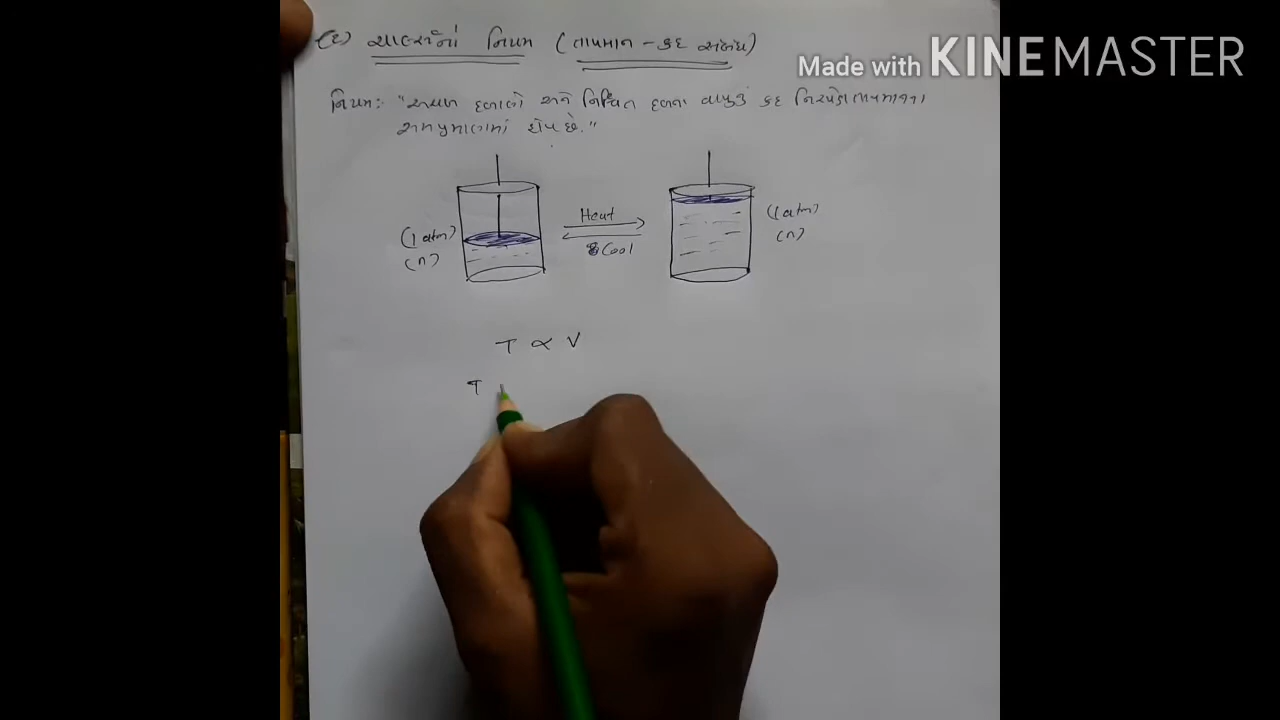 (૨) ચાર્લ્સનો નિયમ (તાપમાન - કદ સંબંધ)
Made with KINEMASTER
નિયમ: "અચળ દબાણે અને નિશ્ચિત દળના વાયુનું કદ નિરપેક્ષ તાપમાનના
સમપ્રમાણમાં હોય છે."
(1 atm) Heat (1 atm)
(n) Cool (n)
T ∝ V
T